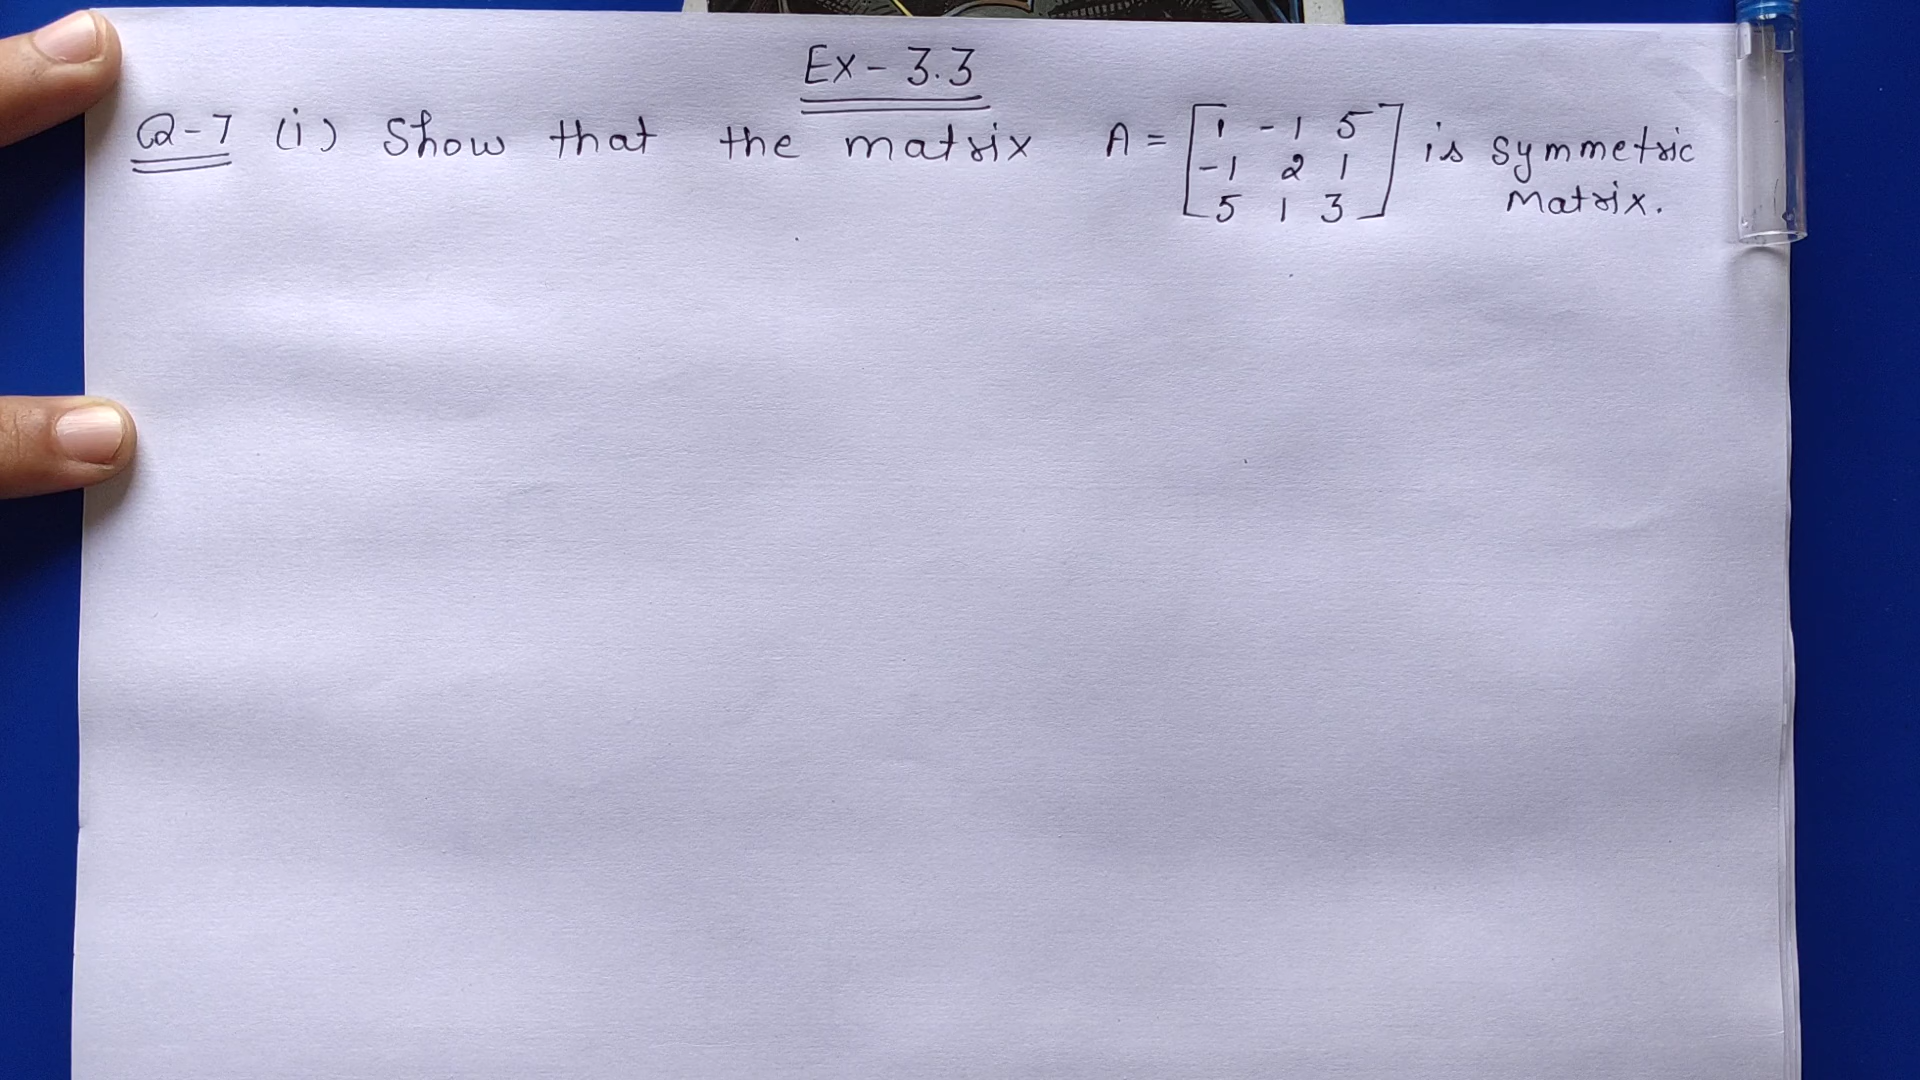 Ex - 3.3
Q-7 (i) Show that the matrix A = [1 -1 5 is symmetric
-1 2 1
5 1 3] Matrix.